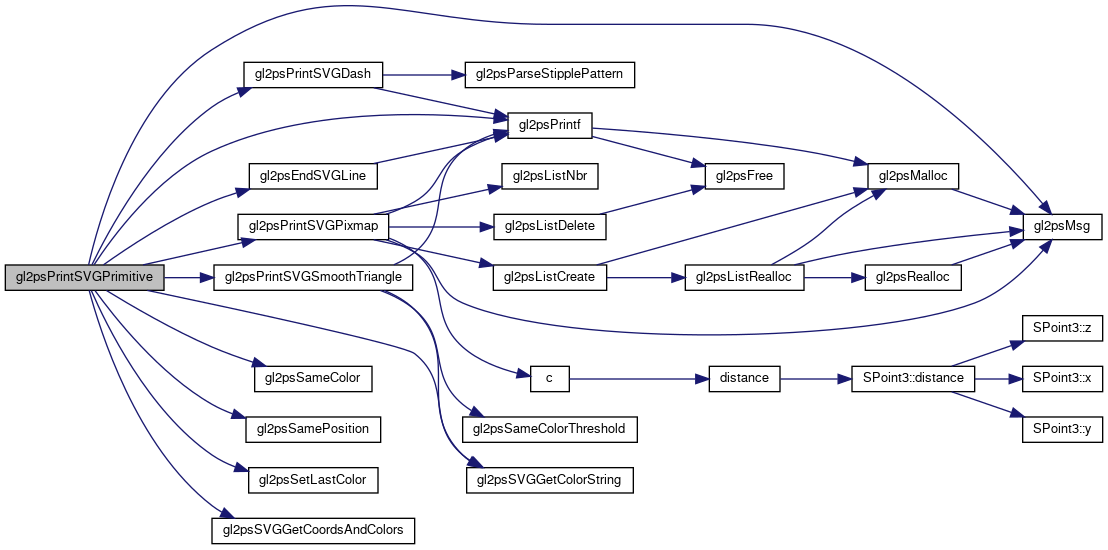 gl2psPrintSVGPrimitive
gl2psPrintSVGDash
gl2psEndSVGLine
gl2psPrintSVGPixmap
gl2psPrintSVGSmoothTriangle
gl2psSameColor
gl2psSamePosition
gl2psSetLastColor
gl2psSVGGetCoordsAndColors
gl2psParseStipplePattern
gl2psPrintf
gl2psListNbr
gl2psListDelete
gl2psListCreate
c
gl2psSameColorThreshold
gl2psSVGGetColorString
gl2psFree
gl2psListRealloc
distance
gl2psMalloc
gl2psRealloc
SPoint3::distance
gl2psMsg
SPoint3::z
SPoint3::x
SPoint3::y